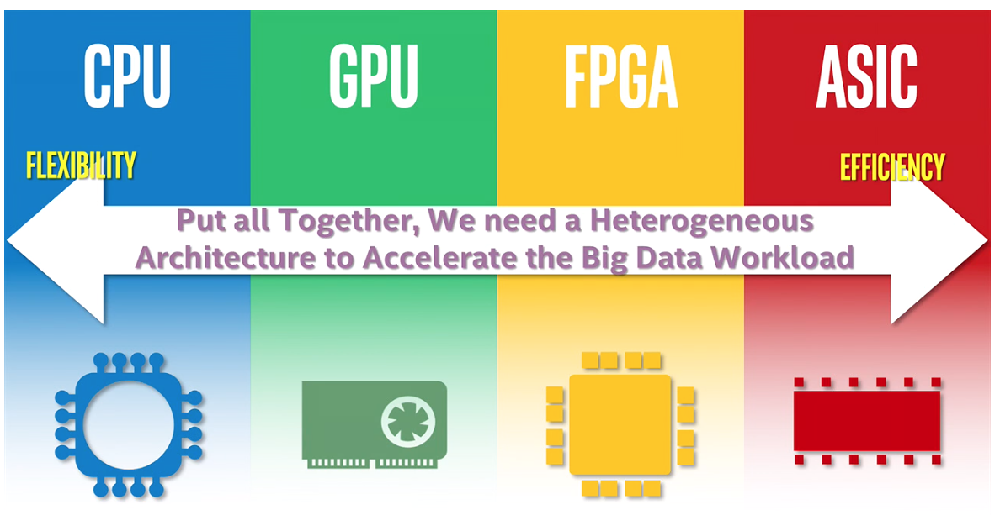 CPU
GPU
FPGA
ASIC
FLEXIBILITY
EFFICIENCY
Put all Together, We need a Heterogeneous
Architecture to Accelerate the Big Data Workload